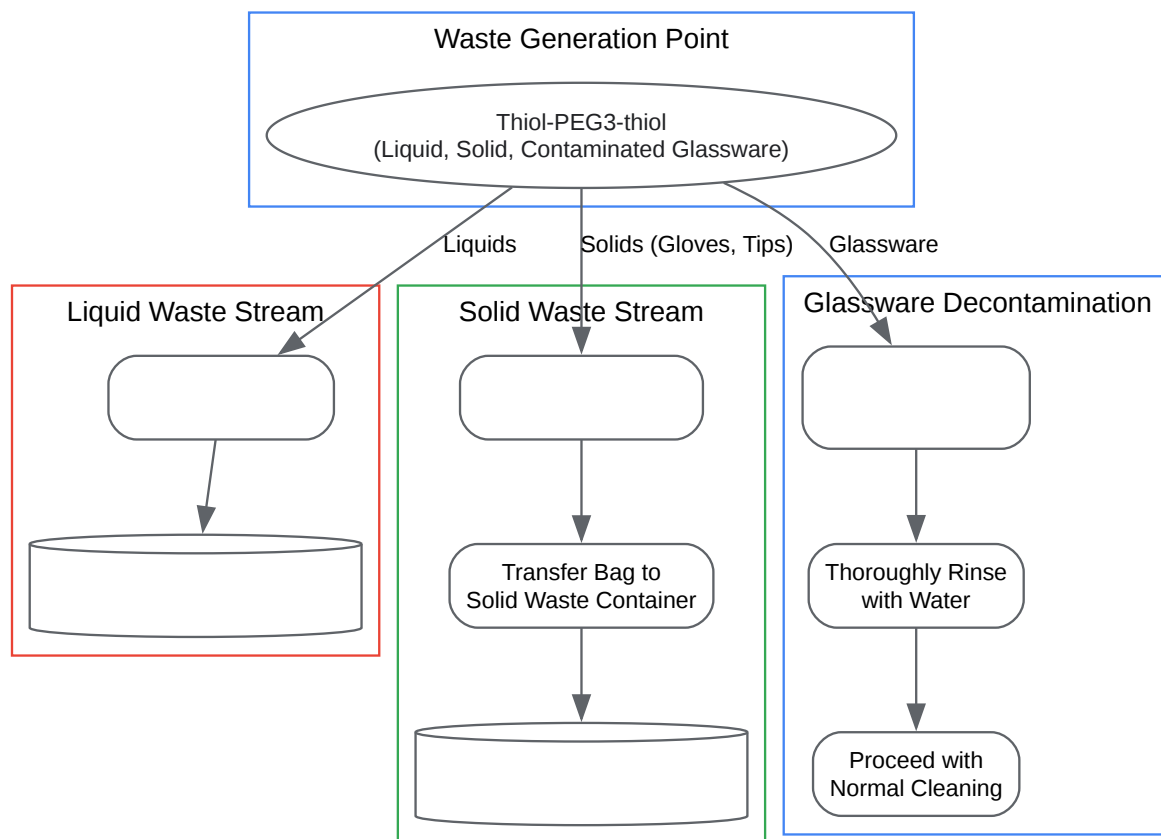 Waste Generation Point
Thiol-PEG3-thiol
(Liquid, Solid, Contaminated Glassware)
Liquids
Solids (Gloves, Tips)
Glassware
Liquid Waste Stream
Solid Waste Stream
Glassware Decontamination
Transfer Bag to
Solid Waste Container
Thoroughly Rinse
with Water
Proceed with
Normal Cleaning